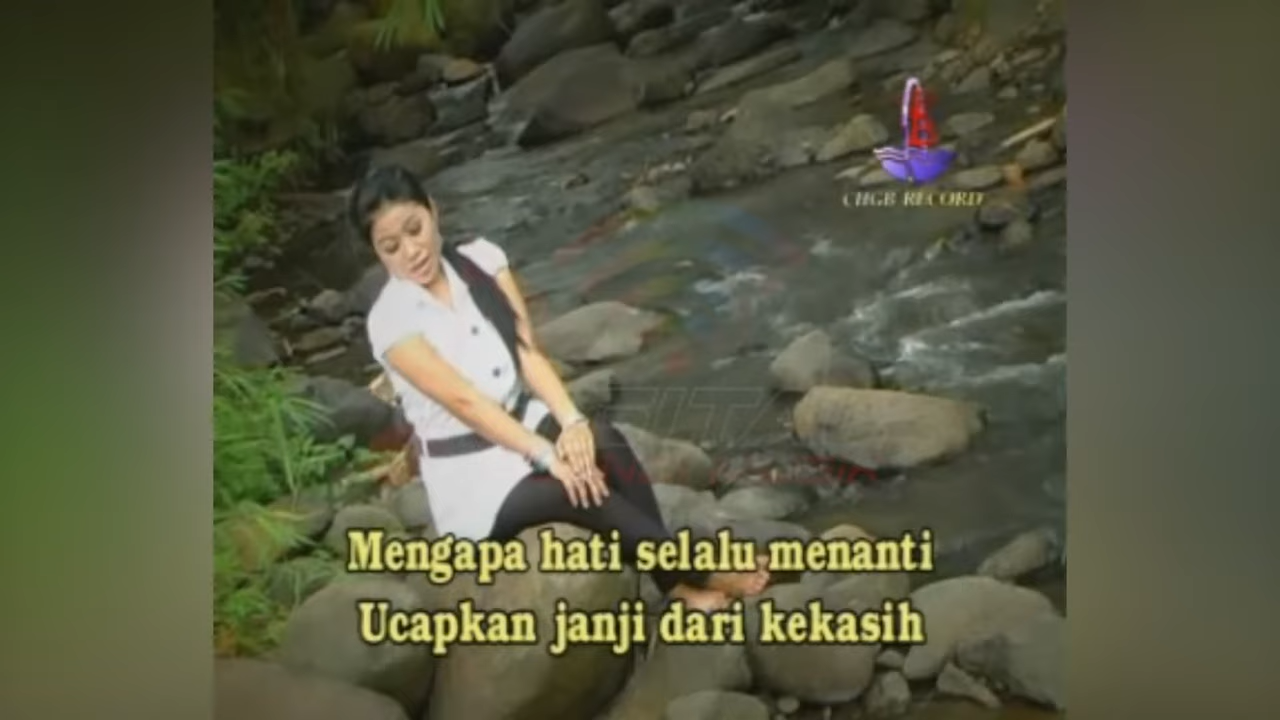 CHGB RECORD
Mengapa hati selalu menanti
Ucapkan janji dari kekasih